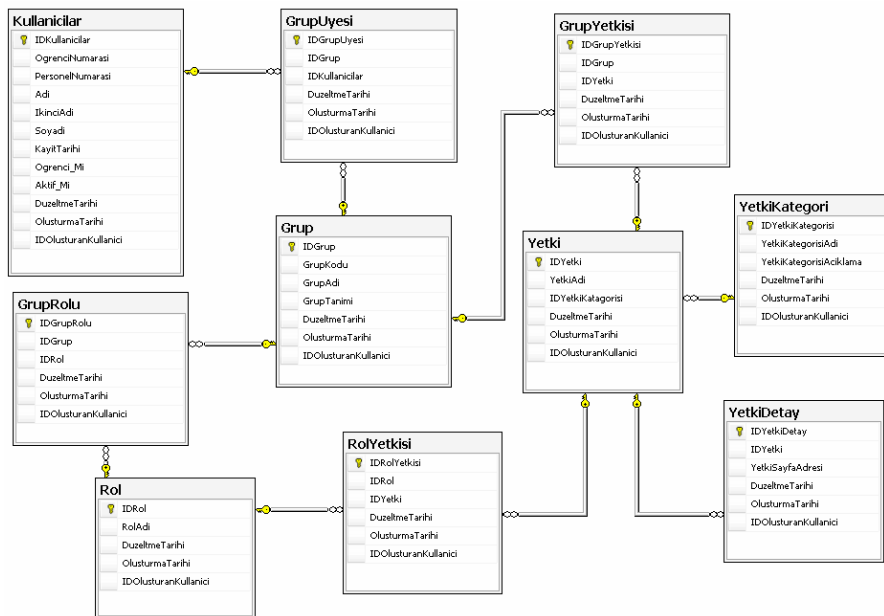 Kullanicilar
IDKullanicilar
OgrenciNumarasi
PersonelNumarasi
Adi
IkinciAdi
Soyadi
KayitTarihi
Ogrenci_Mi
Aktif_Mi
DuzeltmeTarihi
OlusturmaTarihi
IDOlusturanKullanici
GrupUyesi
IDGrupUyesi
IDGrup
IDKullanicilar
DuzeltmeTarihi
OlusturmaTarihi
IDOlusturanKullanici
GrupYetkisi
IDGrupYetkisi
IDGrup
IDYetki
DuzeltmeTarihi
OlusturmaTarihi
IDOlusturanKullanici
Grup
IDGrup
GrupKodu
GrupAdi
GrupTanimi
DuzeltmeTarihi
OlusturmaTarihi
IDOlusturanKullanici
Yetki
IDYetki
YetkiAdi
IDYetkiKatagorisi
DuzeltmeTarihi
OlusturmaTarihi
IDOlusturanKullanici
YetkiKategori
IDYetkiKategorisi
YetkiKategorisiAdi
YetkiKategorisiAciklama
DuzeltmeTarihi
OlusturmaTarihi
IDOlusturanKullanici
GrupRolu
IDGrupRolu
IDGrup
IDRol
DuzeltmeTarihi
OlusturmaTarihi
IDOlusturanKullanici
YetkiDetay
IDYetkiDetay
IDYetki
YetkiSayfaAdresi
DuzeltmeTarihi
OlusturmaTarihi
IDOlusturanKullanici
RolYetkisi
IDRolYetkisi
IDRol
IDYetki
DuzeltmeTarihi
OlusturmaTarihi
IDOlusturanKullanici
Rol
IDRol
RolAdi
DuzeltmeTarihi
OlusturmaTarihi
IDOlusturanKullanici